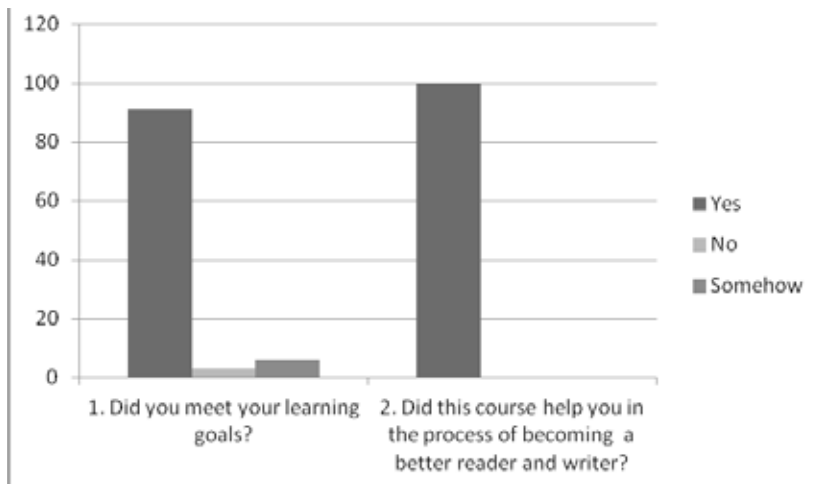 120
100
80
60
40
20
0
1. Did you meet your learning
goals?
2. Did this course help you in
the process of becoming a
better reader and writer?
Yes
No
Somehow